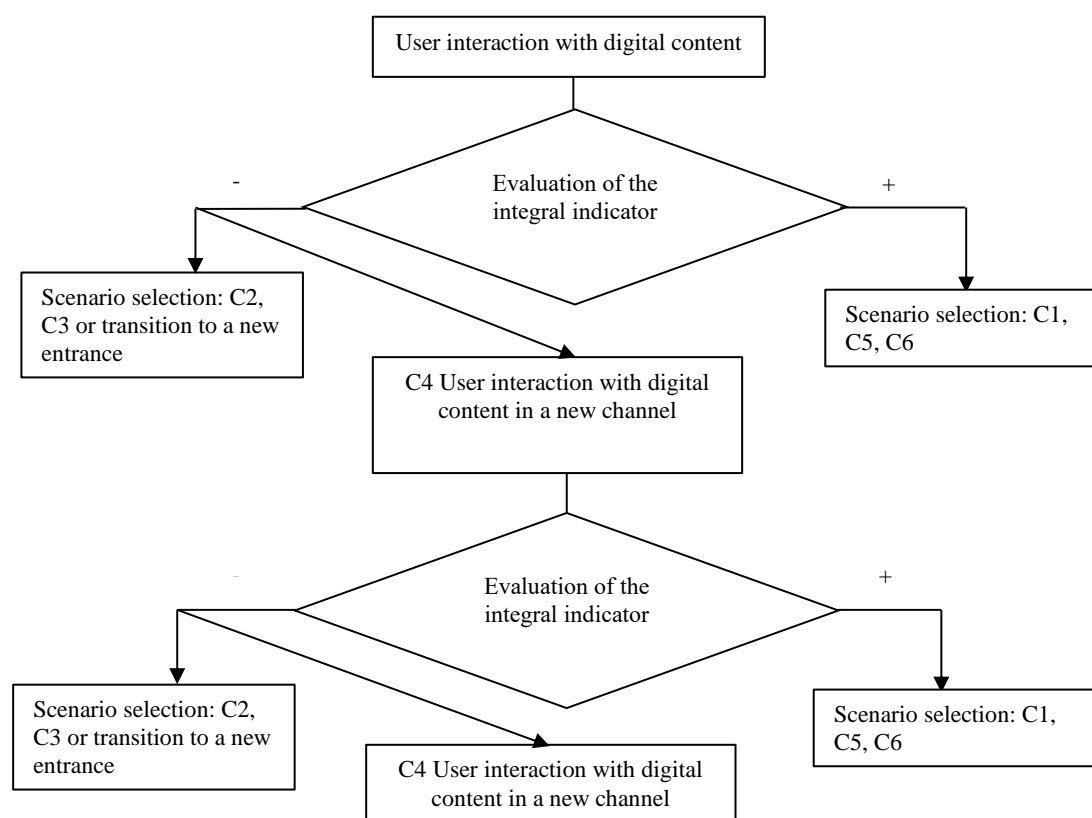 User interaction with digital content
-
+
Evaluation of the
integral indicator
Scenario selection: C2,
C3 or transition to a new
entrance
Scenario selection: C1,
C5, C6
C4 User interaction with digital
content in a new channel
-
+
Evaluation of the
integral indicator
Scenario selection: C2,
C3 or transition to a new
entrance
Scenario selection: C1,
C5, C6
C4 User interaction with digital
content in a new channel